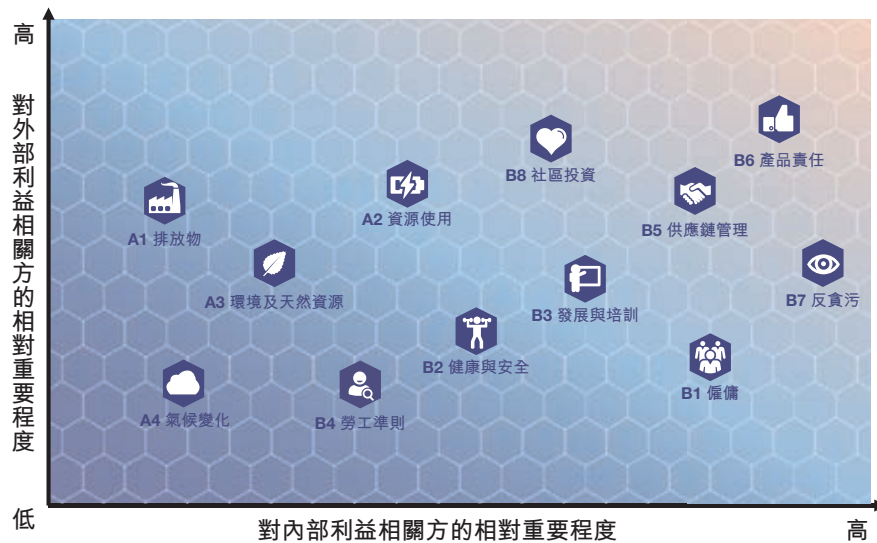 高
對外部利益相關方的相對重要程度
B6 產品責任
B8 社區投資
A2 資源使用
B5 供應鏈管理
A1 排放物
A3 環境及天然資源
B7 反貪污
B3 發展與培訓
B2 健康與安全
B1 僱傭
A4 氣候變化
B4 勞工準則
低
對內部利益相關方的相對重要程度
高